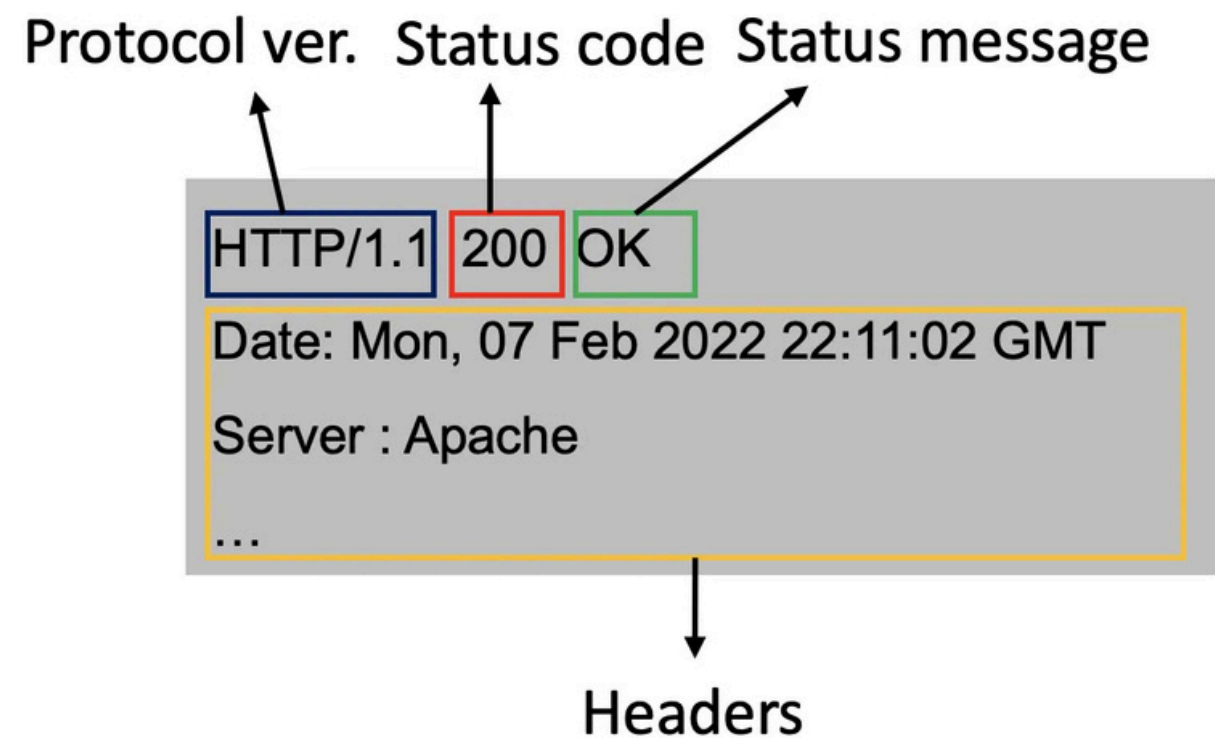 Protocol ver. Status code Status message
HTTP/1.1 200 OK
Date: Mon, 07 Feb 2022 22:11:02 GMT
Server : Apache
...
Headers